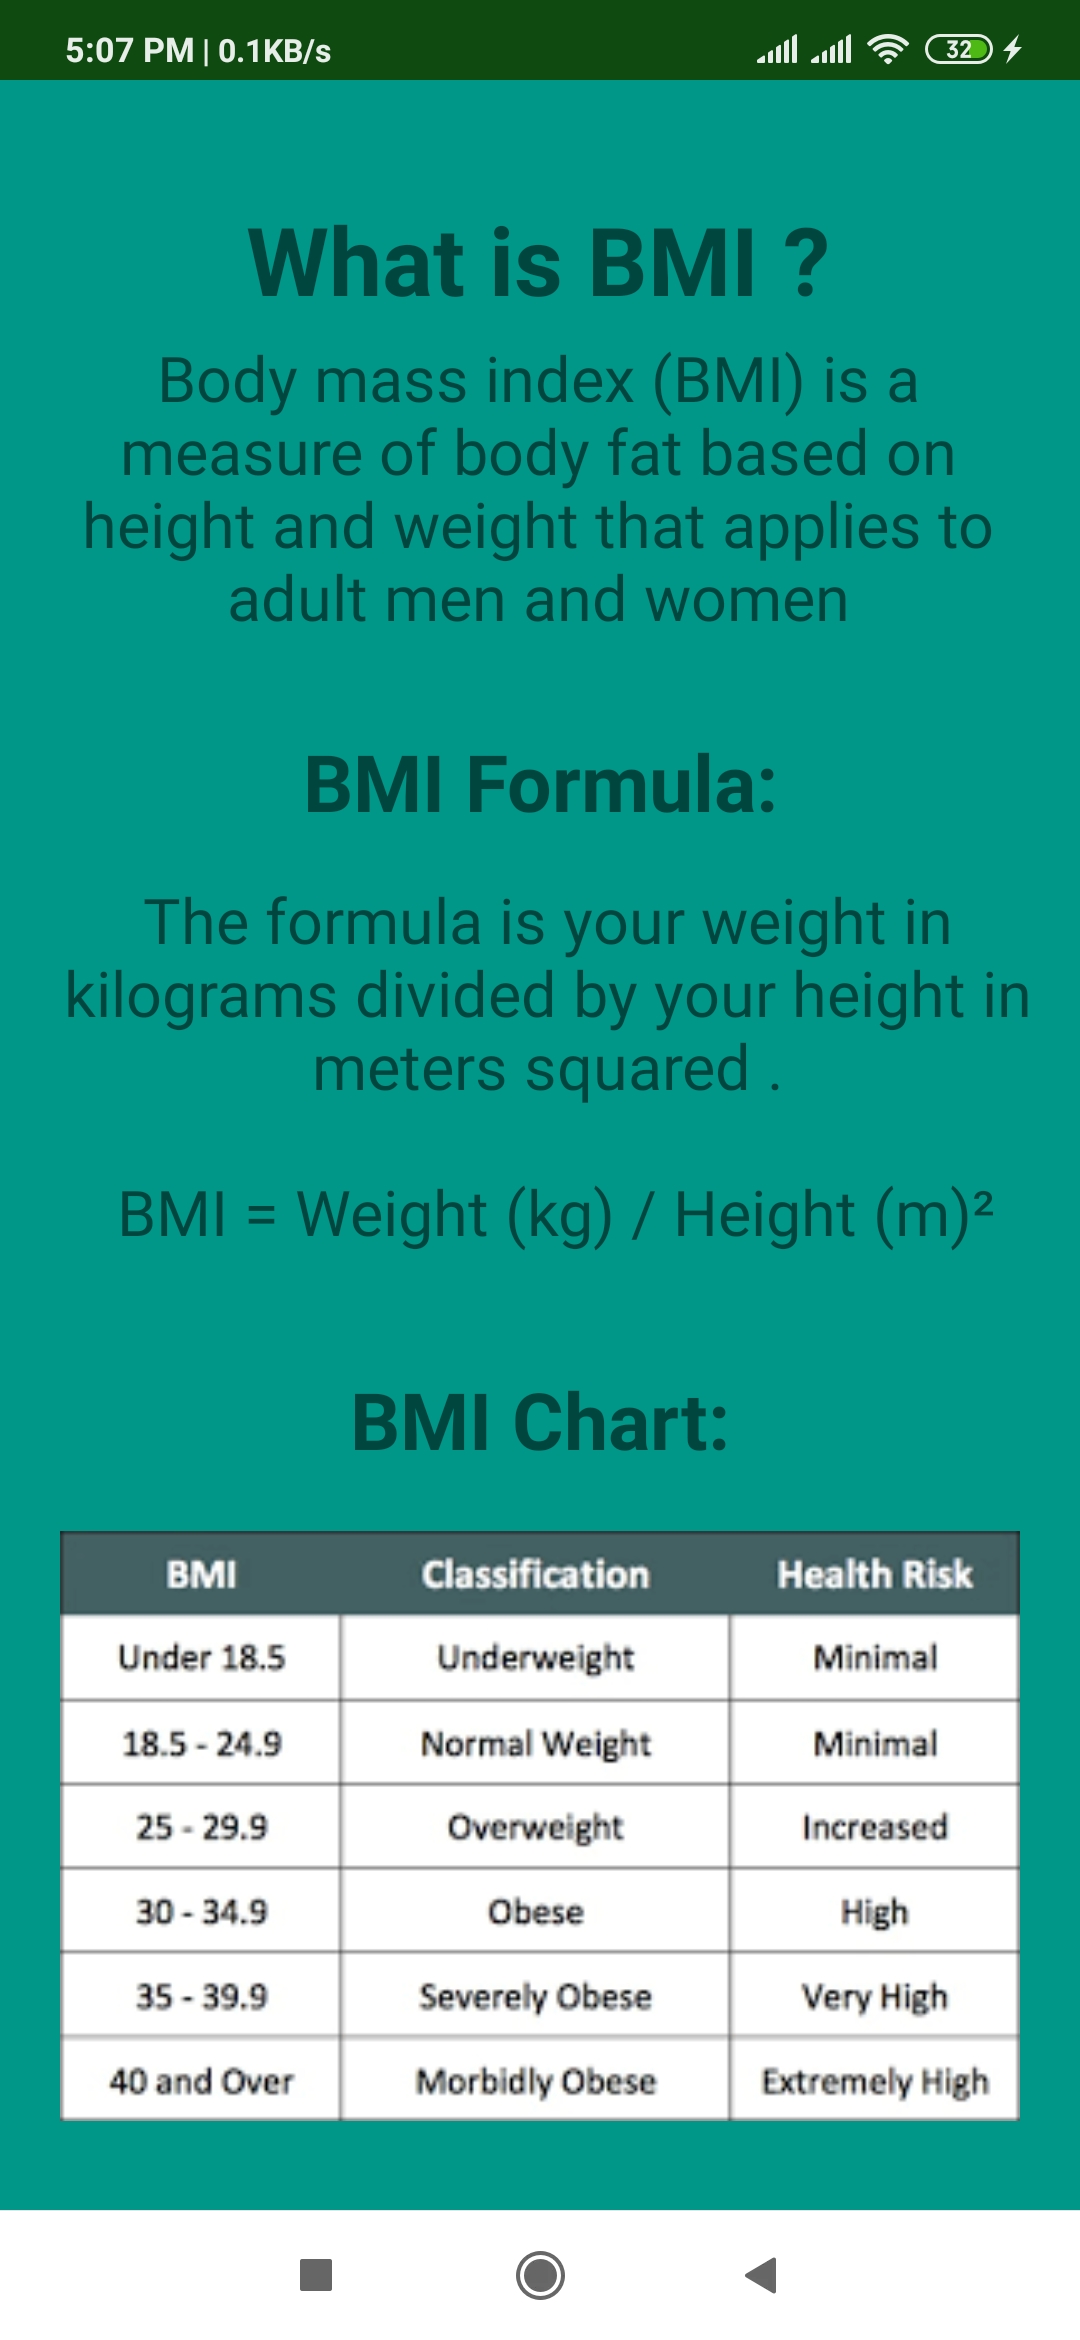 5:07 PM | 0.1KB/s
32
What is BMI ?
Body mass index (BMI) is a
measure of body fat based on
height and weight that applies to
adult men and women
BMI Formula:
The formula is your weight in
kilograms divided by your height in
meters squared .
BMI = Weight (kg) / Height (m)²
BMI Chart:
BMI Classification Health Risk
Under 18.5 Underweight Minimal
18.5 - 24.9 Normal Weight Minimal
25 - 29.9 Overweight Increased
30 - 34.9 Obese High
35 - 39.9 Severely Obese Very High
40 and Over Morbidly Obese Extremely High